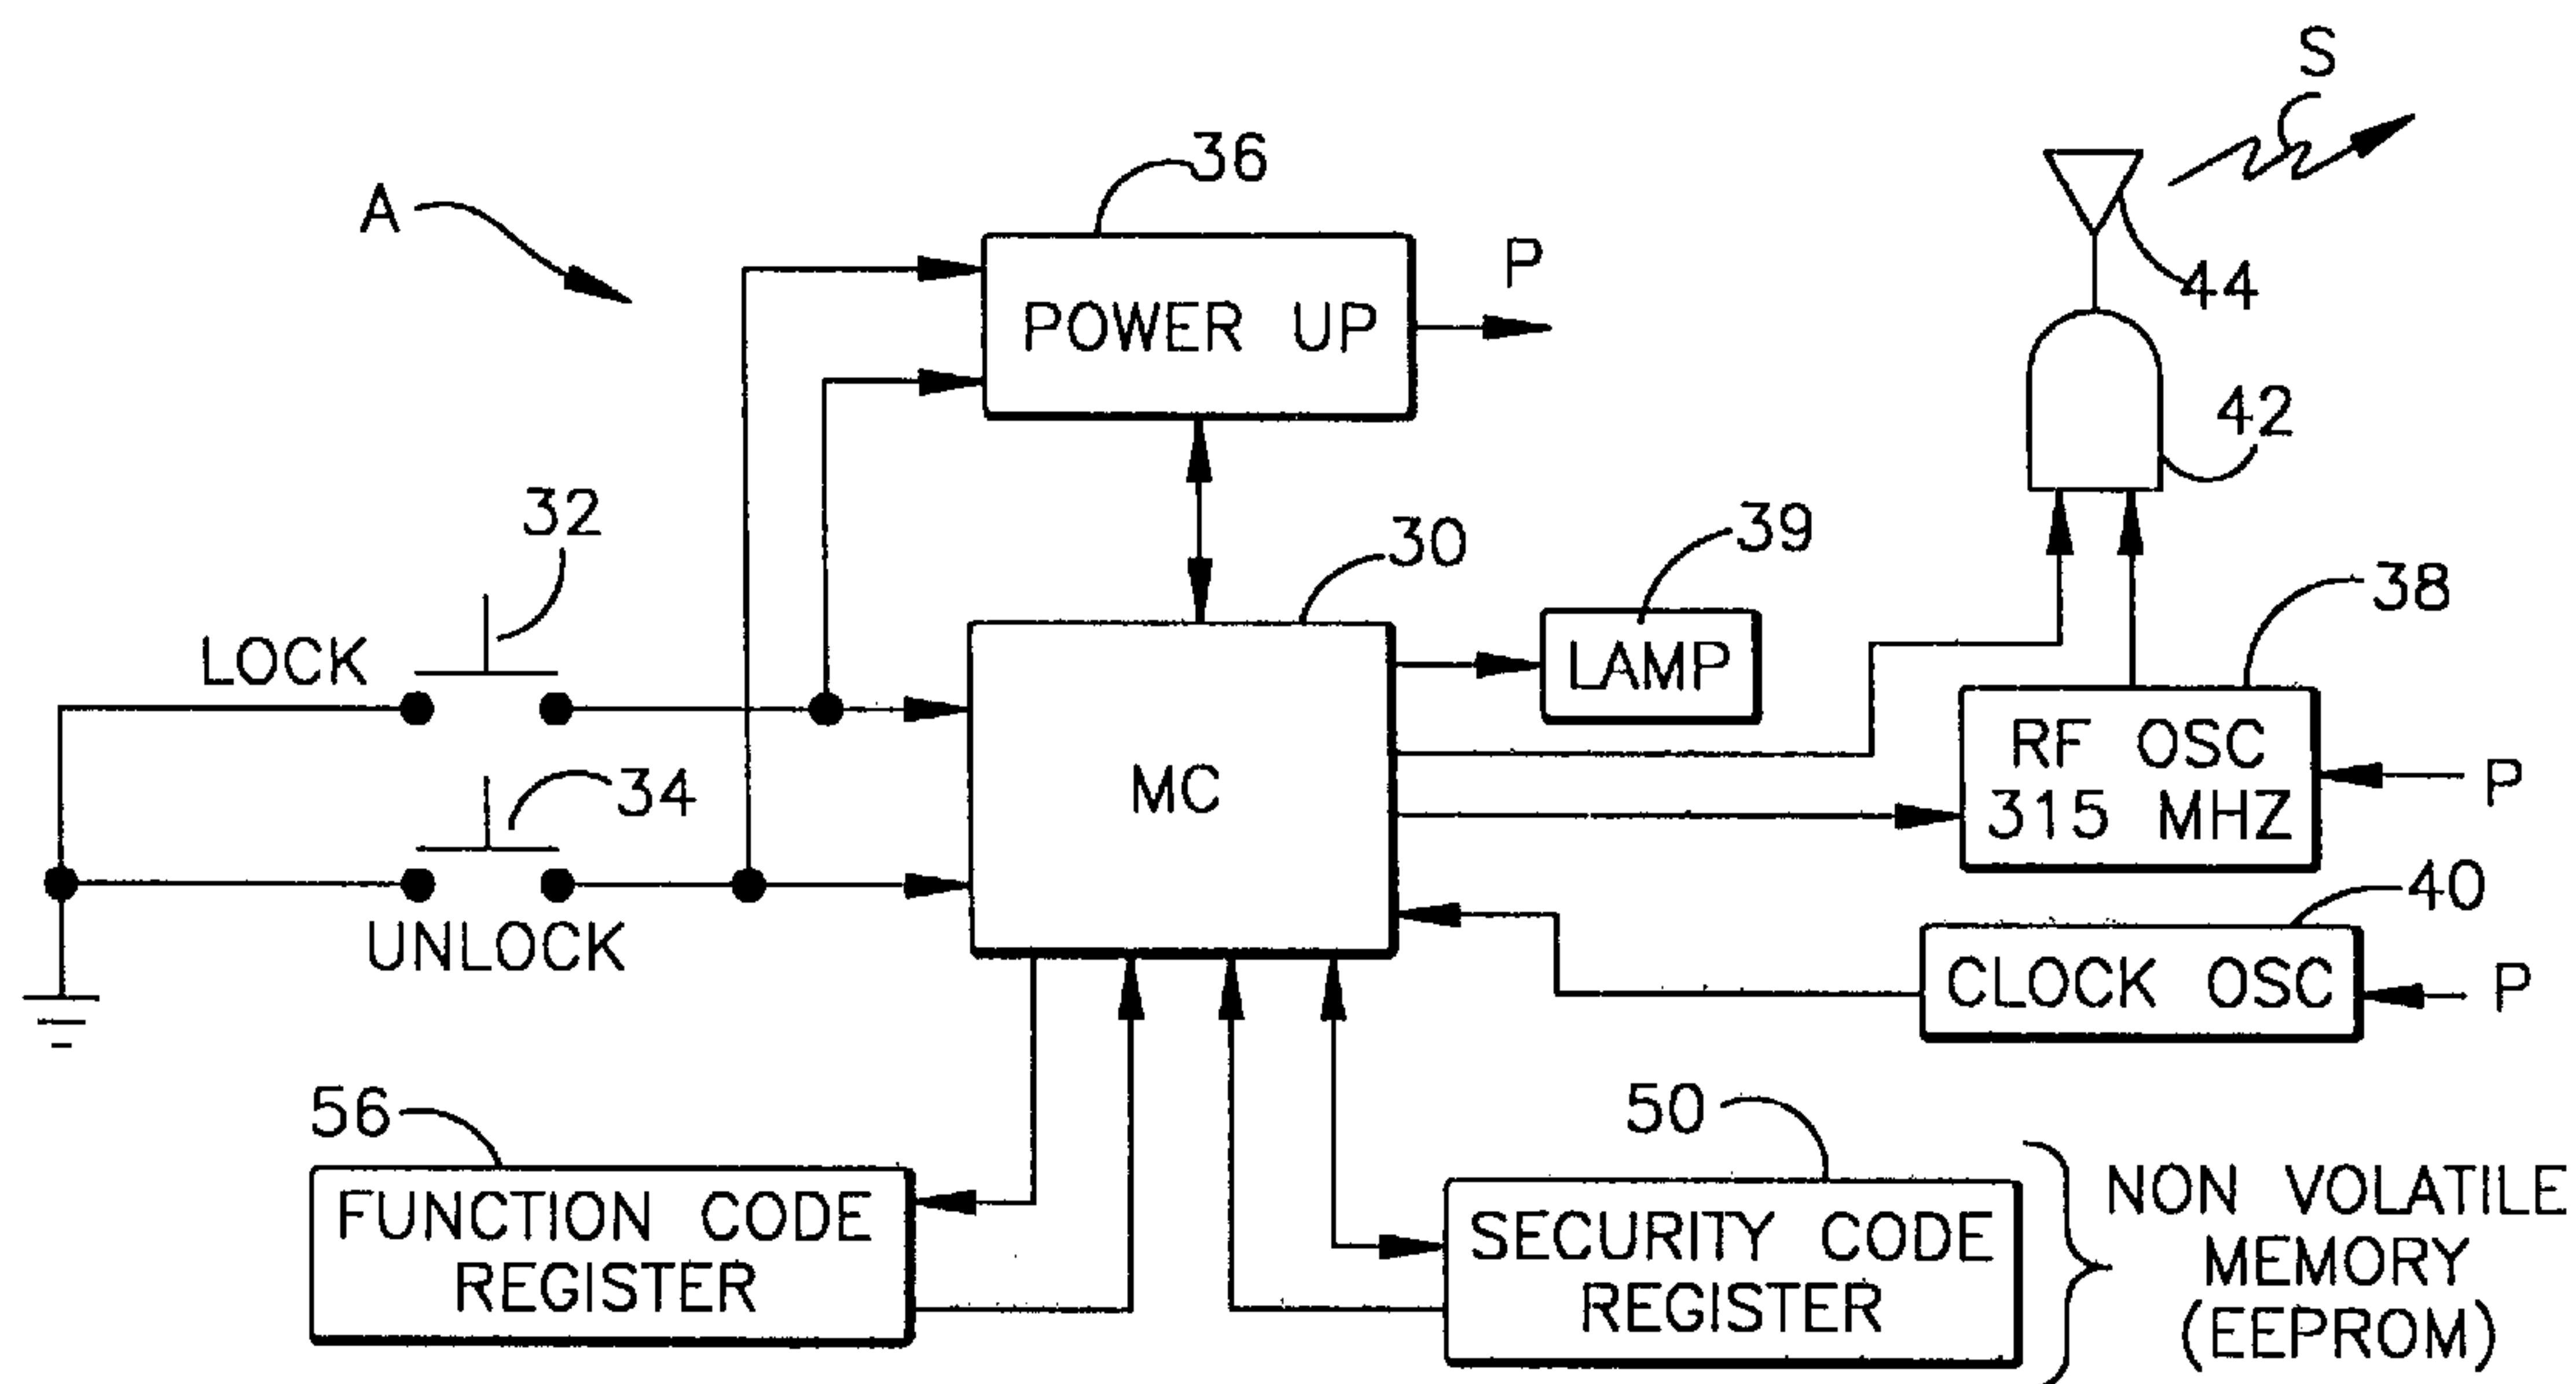 S
36
A
P
POWER UP
44
42
32
30
39
38
LOCK
LAMP
RF OSC
315 MHZ
P
MC
34
40
UNLOCK
CLOCK OSC
P
56
50
FUNCTION CODE
REGISTER
SECURITY CODE
REGISTER
NON VOLATILE
MEMORY
(EEPROM)